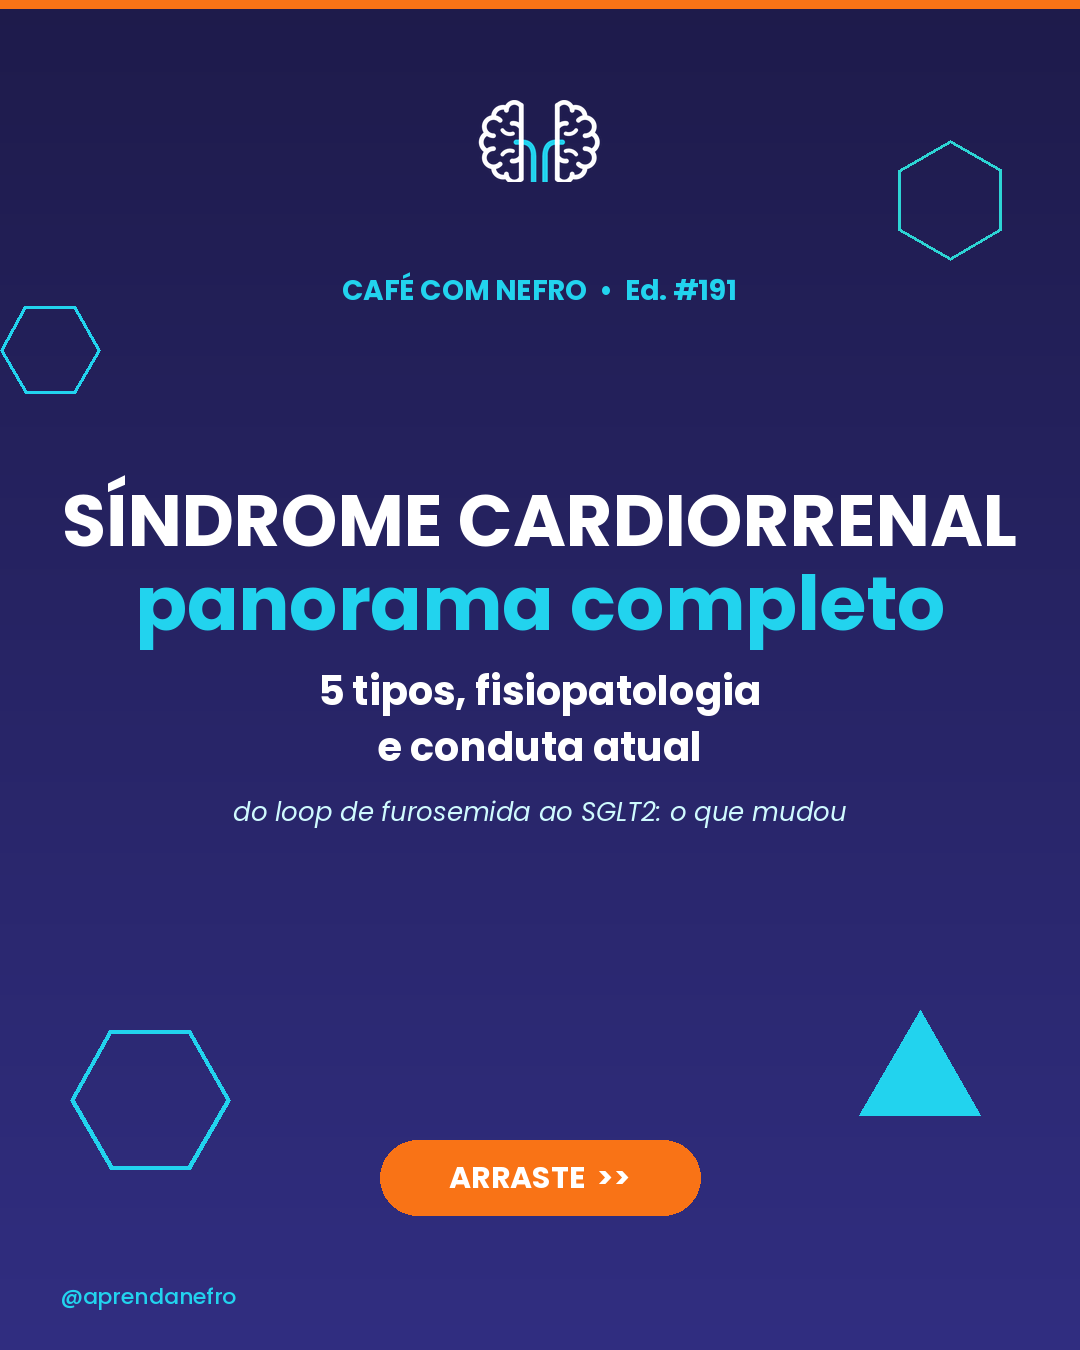 CAFÉ COM NEFRO • Ed. #191
SÍNDROME CARDIORRENAL
panorama completo
5 tipos, fisiopatologia
e conduta atual
do loop de furosemida ao SGLT2: o que mudou
ARRASTE >>
@aprendanefro